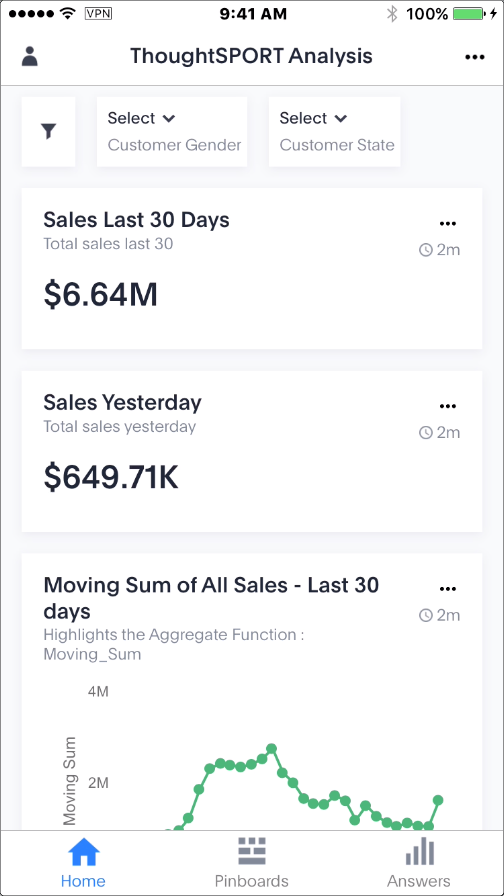 VPN 9:41 AM 100%
ThoughtSPORT Analysis
Select Select
Customer Gender Customer State
Sales Last 30 Days
Total sales last 30
2m
$6.64M
Sales Yesterday
Total sales yesterday
2m
$649.71K
Moving Sum of All Sales - Last 30
days
2m
Highlights the Aggregate Function :
Moving_Sum
4M
Moving Sum
2M
Home Pinboards Answers